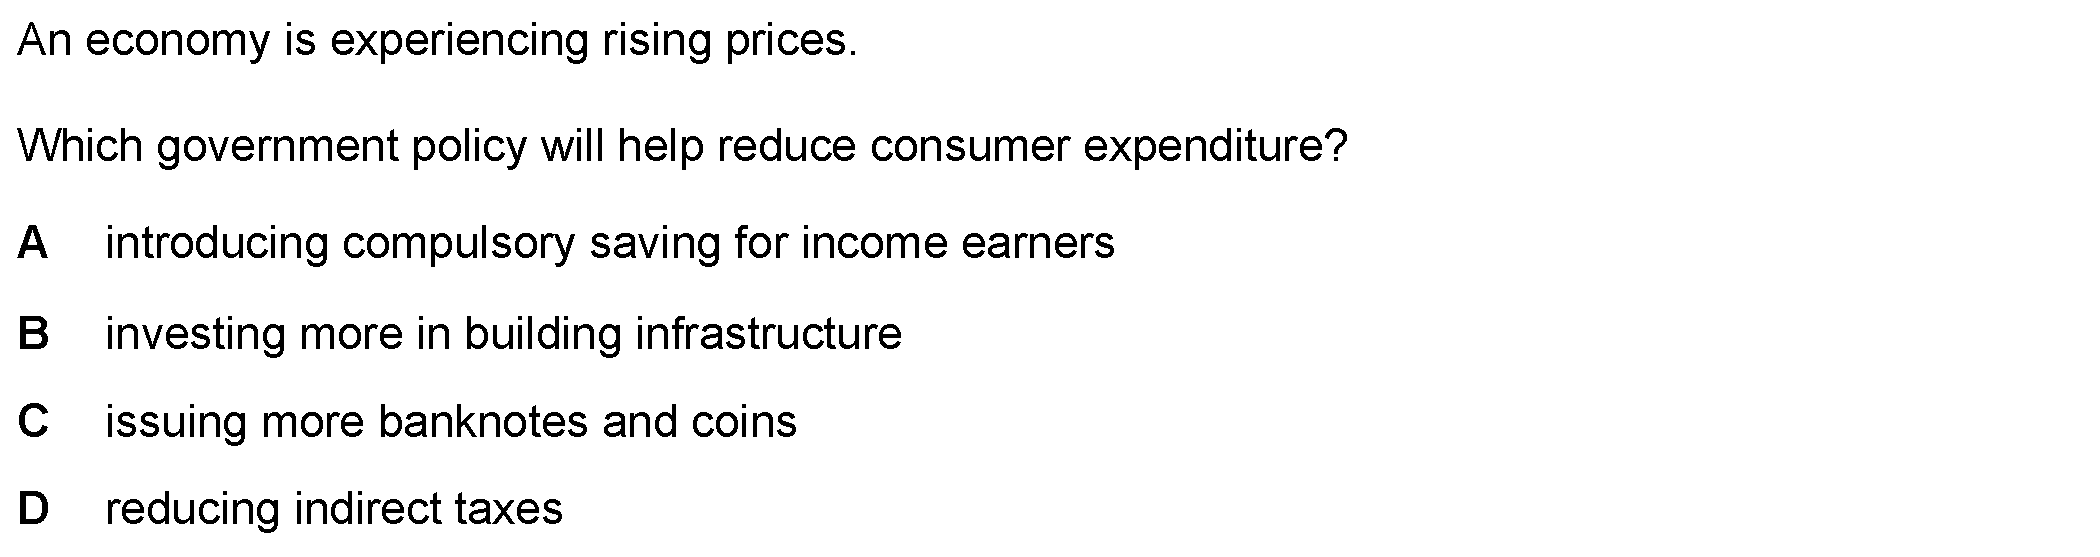 An economy is experiencing rising prices.
Which government policy will help reduce consumer expenditure?
A introducing compulsory saving for income earners
B investing more in building infrastructure
C issuing more banknotes and coins
D reducing indirect taxes